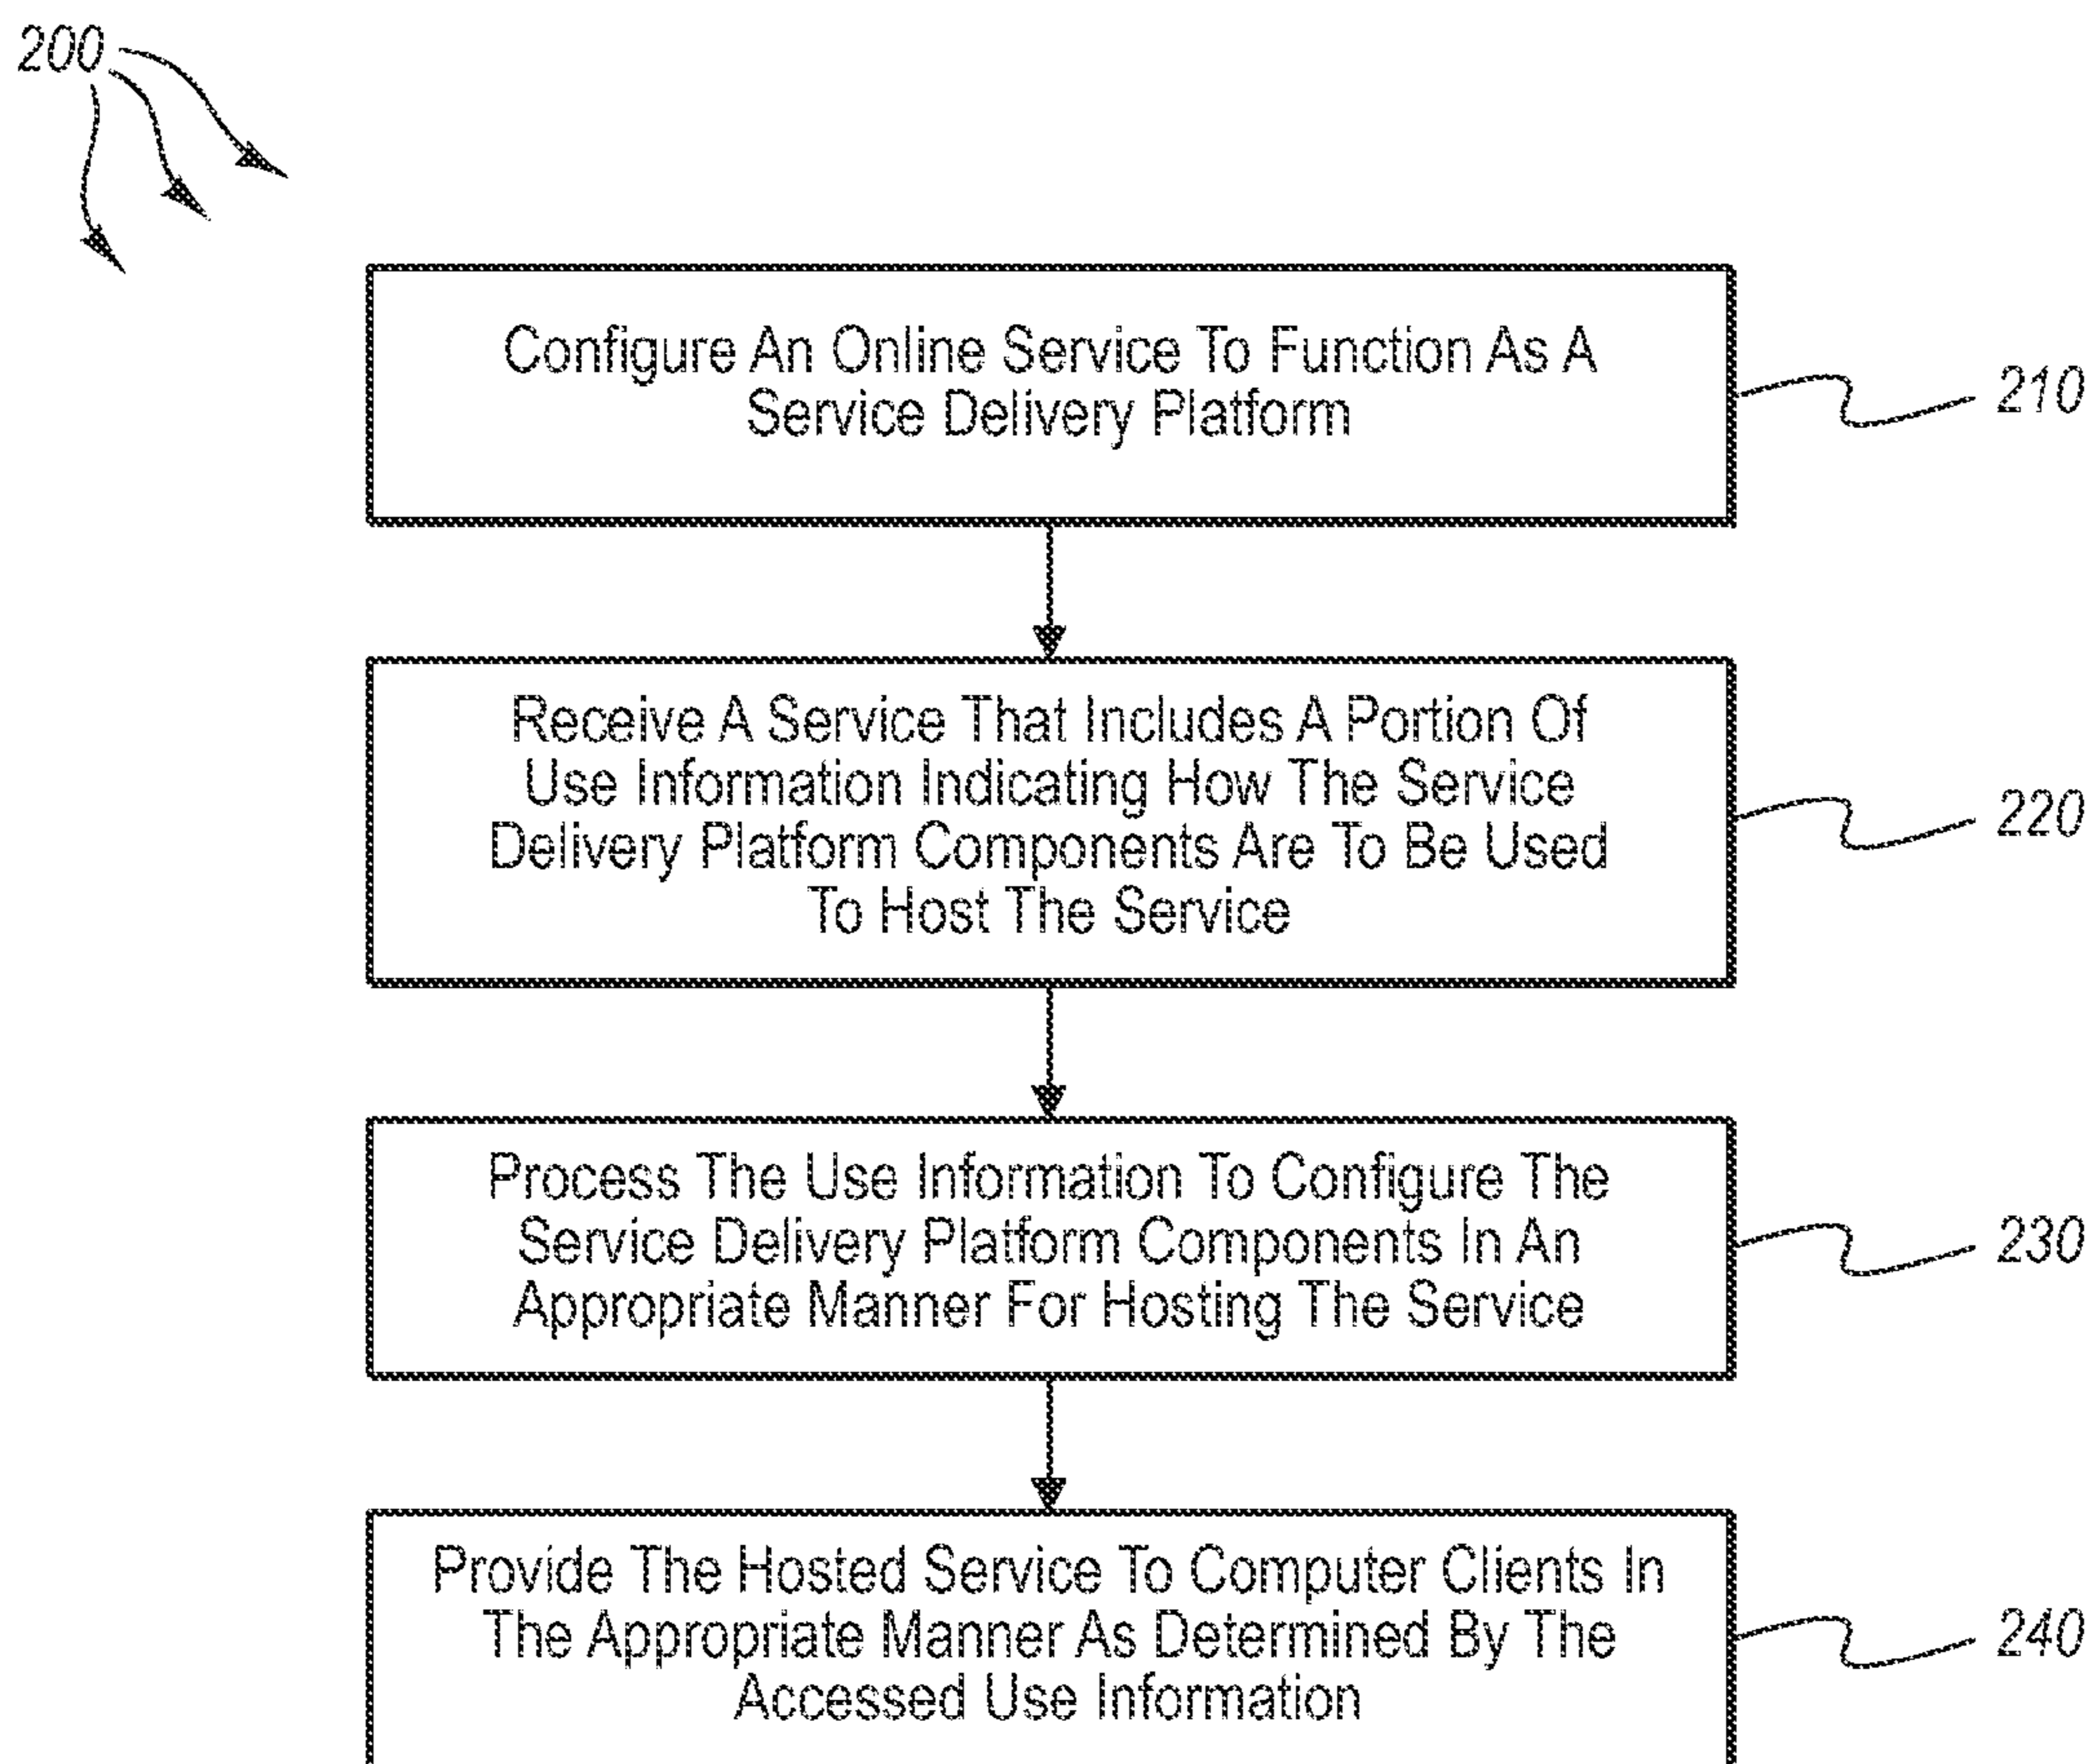 200
Configure An Online Service To Function As A
Service Delivery Platform
210
Receive A Service That Includes A Portion Of
Use Information Indicating How The Service
Delivery Platform Components Are To Be Used
To Host The Service
220
Process The Use Information To Configure The
Service Delivery Platform Components In An
Appropriate Manner For Hosting The Service
230
Provide The Hosted Service To Computer Clients In
The Appropriate Manner As Determined By The
Accessed Use Information
240